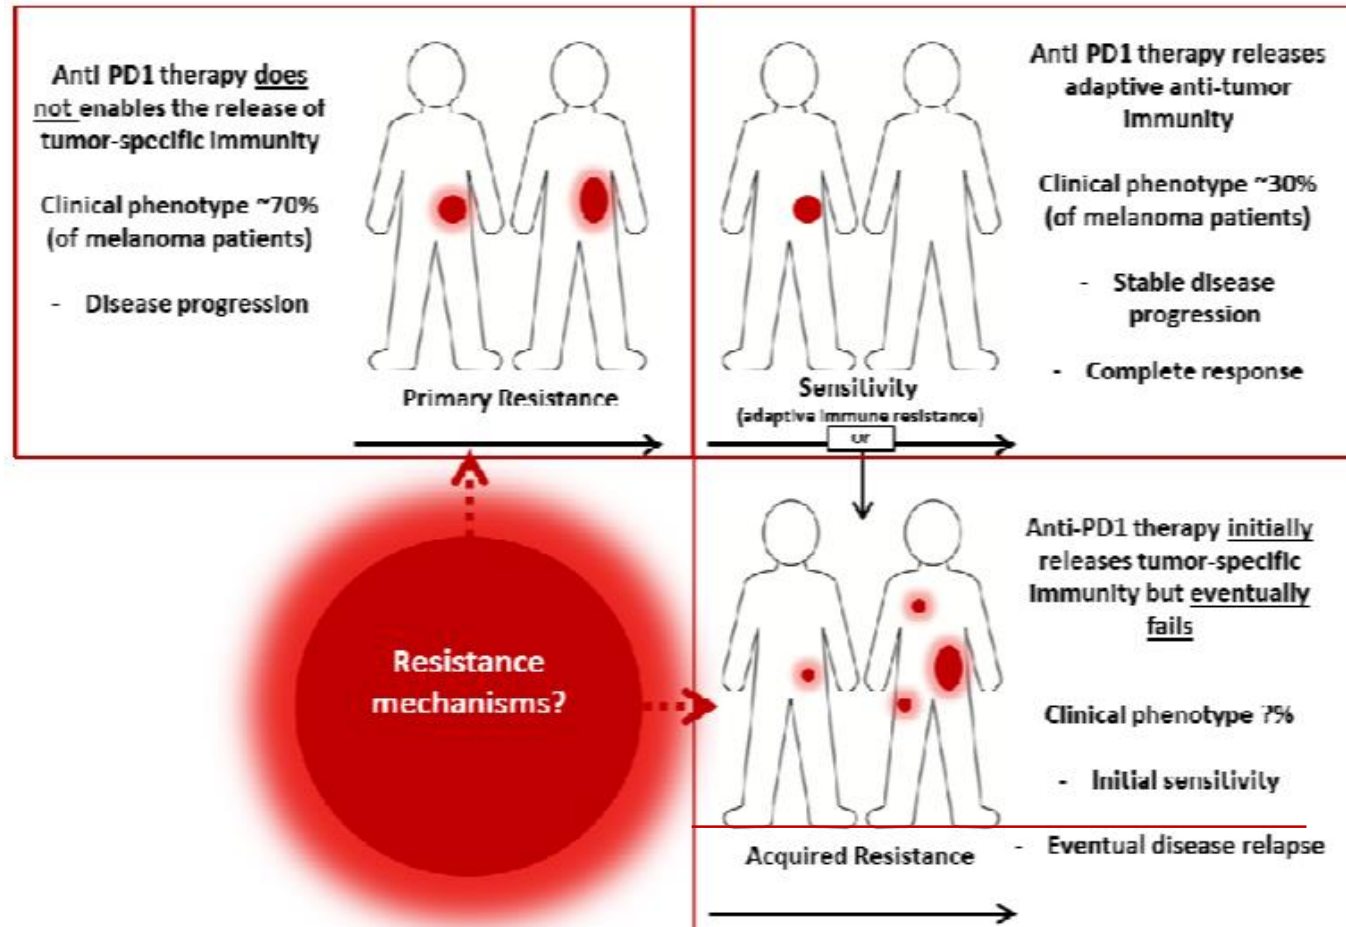 Anti PD1 therapy does
not enables the release of
tumor-specific immunity
Clinical phenotype ~70%
(of melanoma patients)
- Disease progression
Primary Resistance
Anti PD1 therapy releases
adaptive anti-tumor
immunity
Clinical phenotype ~30%
(of melanoma patients)
- Stable disease
progression
- Complete response
Sensitivity
(adaptive immune resistance)
or
Resistance
mechanisms?
Anti-PD1 therapy initially
releases tumor-specific
immunity but eventually
fails
Clinical phenotype ?%
- Initial sensitivity
- Eventual disease relapse
Acquired Resistance